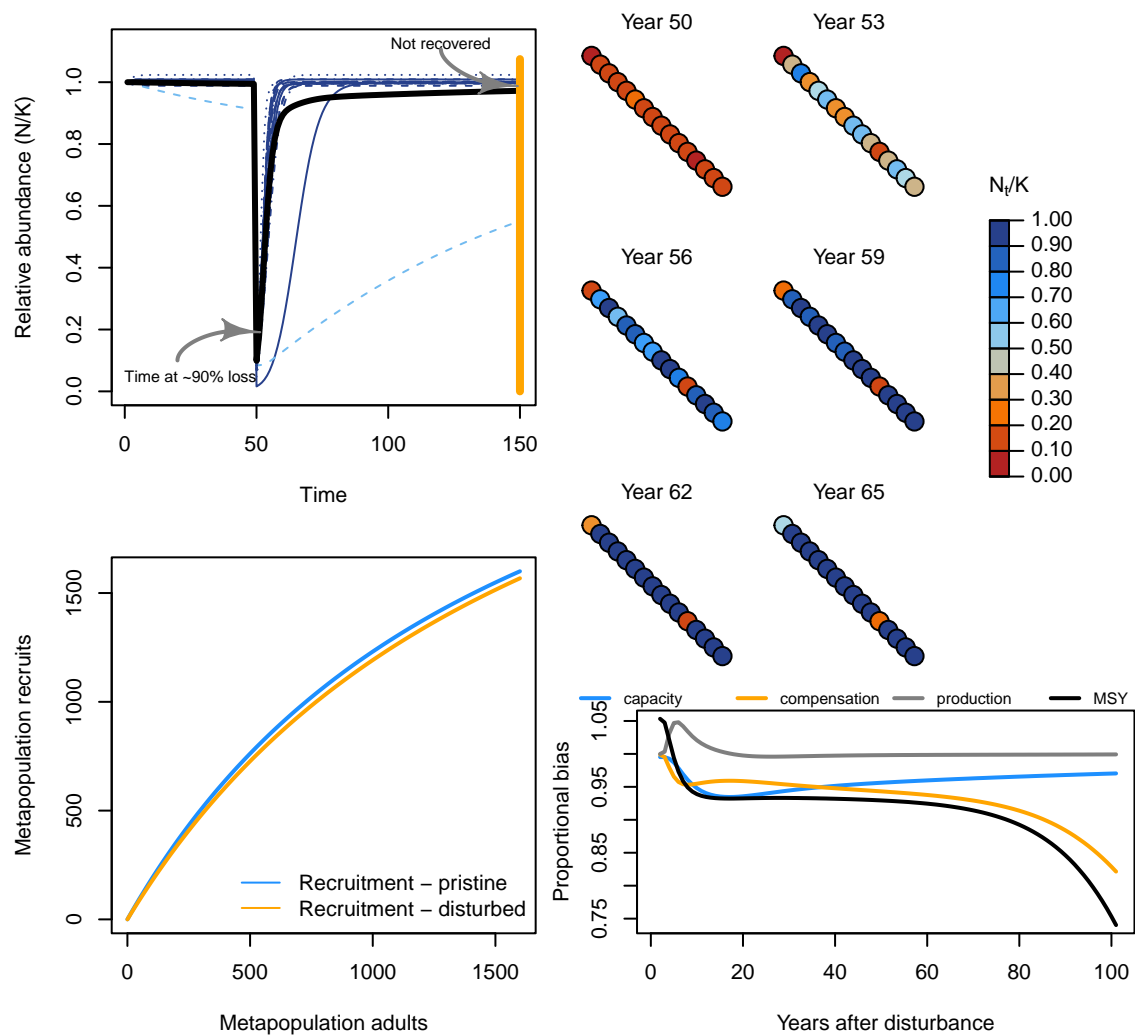 Not recovered
Time at ~90% loss
Relative abundance (N/K)
0.0
0.2
0.4
0.6
0.8
1.0
0
50
100
150
Time
Year 50
Year 53
Year 56
Year 59
Year 62
Year 65
Nt/K
1.00
0.90
0.80
0.70
0.60
0.50
0.40
0.30
0.20
0.10
0.00
Metapopulation recruits
0
500
1000
1500
Recruitment − pristine
Recruitment − disturbed
0
500
1000
1500
Metapopulation adults
capacity
compensation
production
MSY
Proportional bias
0.75
0.85
0.95
1.05
0
20
40
60
80
100
Years after disturbance